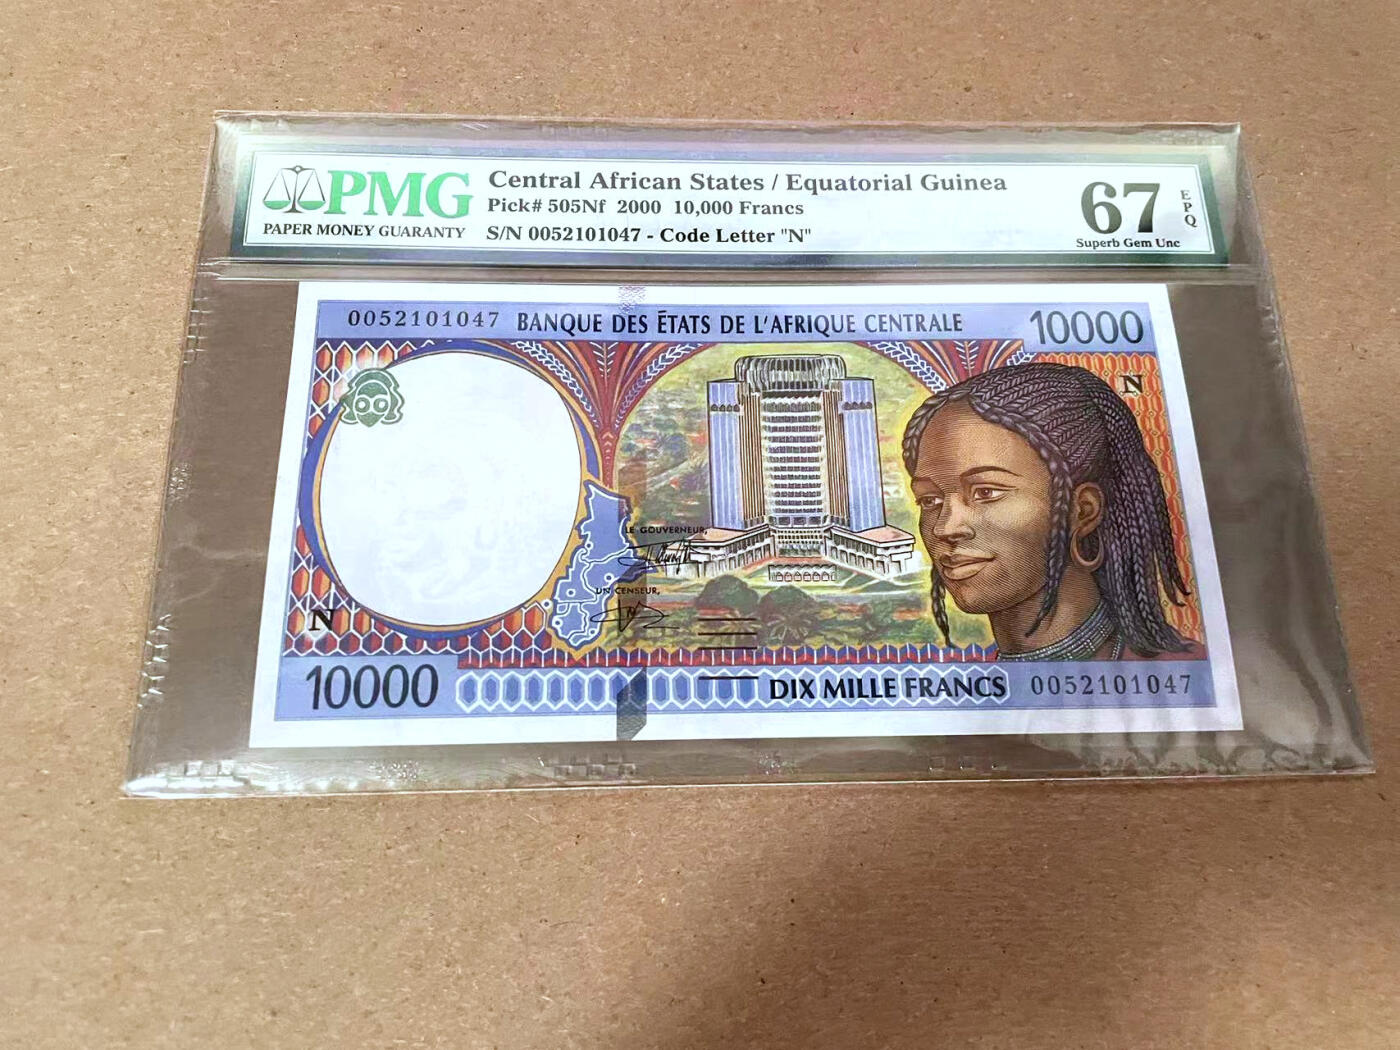 PMG
PAPER MONEY GUARANTY
Central African States / Equatorial Guinea
Pick# 505Nf 2000 10,000 Francs
S/N 0052101047 - Code Letter "N"
67
EPQ
Superb Gem Unc
0052101047 BANQUE DES ÉTATS DE L'AFRIQUE CENTRALE 10000
N
LE GOUVERNEUR,
UN CENSEUR,
N
10000 DIX MILLE FRANCS 0052101047